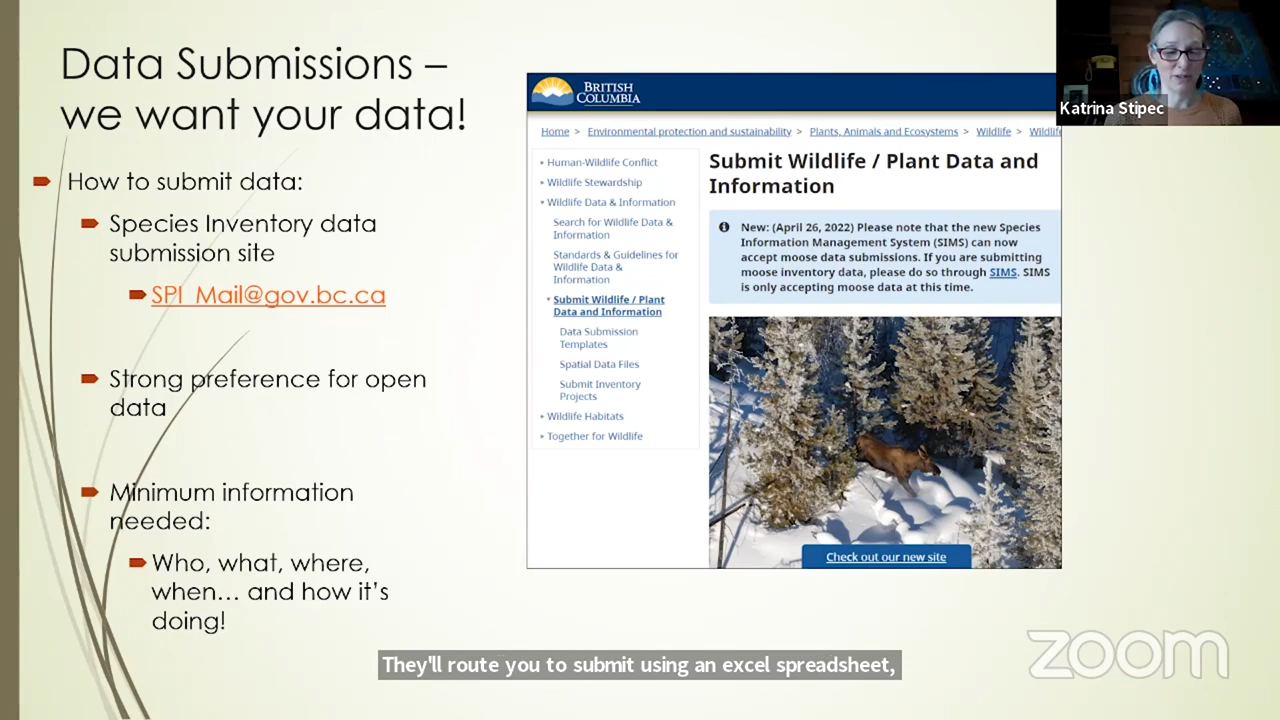 Data Submissions –
we want your data!
How to submit data:
Species Inventory data
submission site
SPI_Mail@gov.bc.ca
Strong preference for open
data
Minimum information
needed:
Who, what, where,
when… and how it's
doing!
BRITISH
COLUMBIA
Home > Environmental protection and sustainability > Plants, Animals and Ecosystems > Wildlife > Wildlife
Human-Wildlife Conflict
Wildlife Stewardship
Wildlife Data & Information
Search for Wildlife Data &
Information
Standards & Guidelines for
Wildlife Data &
Information
Submit Wildlife / Plant
Data and Information
Data Submission
Templates
Spatial Data Files
Submit Inventory
Projects
Wildlife Habitats
Together for Wildlife
Submit Wildlife / Plant Data and
Information
New: (April 26, 2022) Please note that the new Species
Information Management System (SIMS) can now
accept moose data submissions. If you are submitting
moose inventory data, please do so through SIMS. SIMS
is only accepting moose data at this time.
Check out our new site
Katrina Stipec
They'll route you to submit using an excel spreadsheet,
zoom